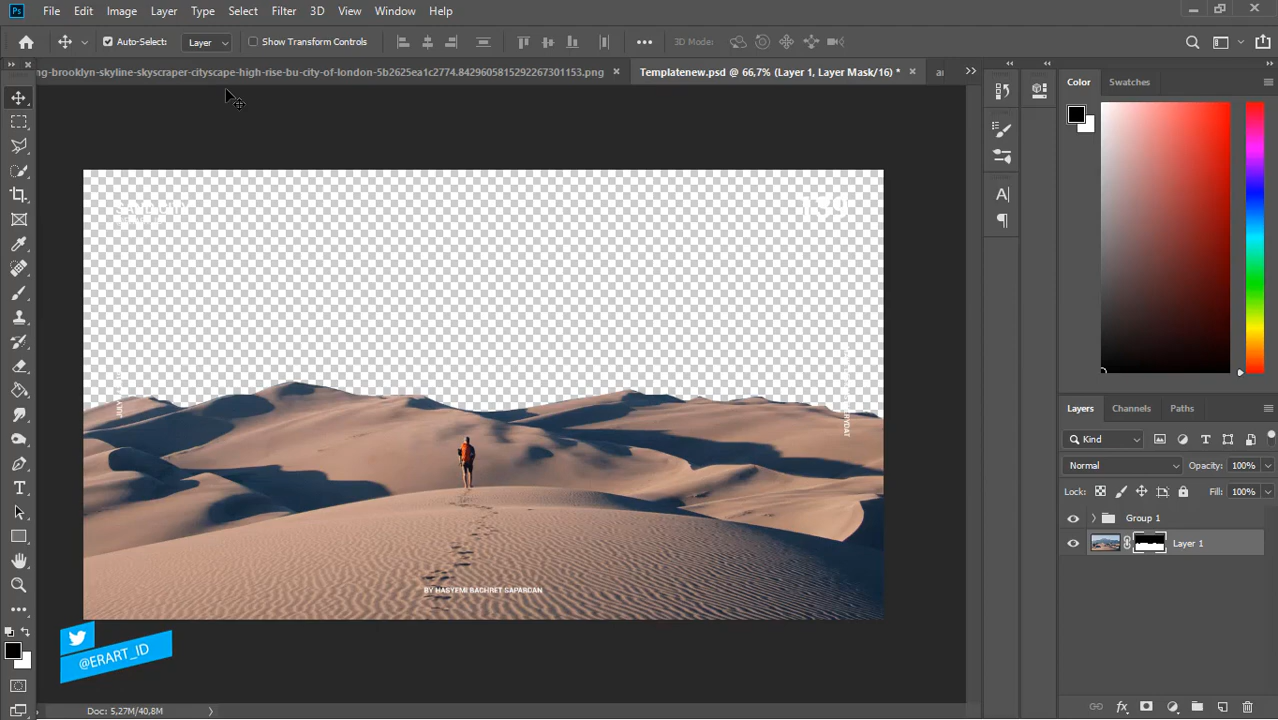 Ps File Edit Image Layer Type Select Filter 3D View Window Help
Auto-Select: Layer Show Transform Controls 3D Mode:
ng-brooklyn-skyline-skyscraper-cityscape-high-rise-bu-city-of-london-5b2625ea1c2774.8429605815292267301153.png × Templatenew.psd @ 66,7% (Layer 1, Layer Mask/16) * ×
Color Swatches
BY HASYEMI BACHRET SAPARDAN
@ERART_ID
Doc: 5,27M/40,8M
Layers Channels Paths
Kind
Normal Opacity: 100%
Lock: Fill: 100%
Group 1
Layer 1
fx